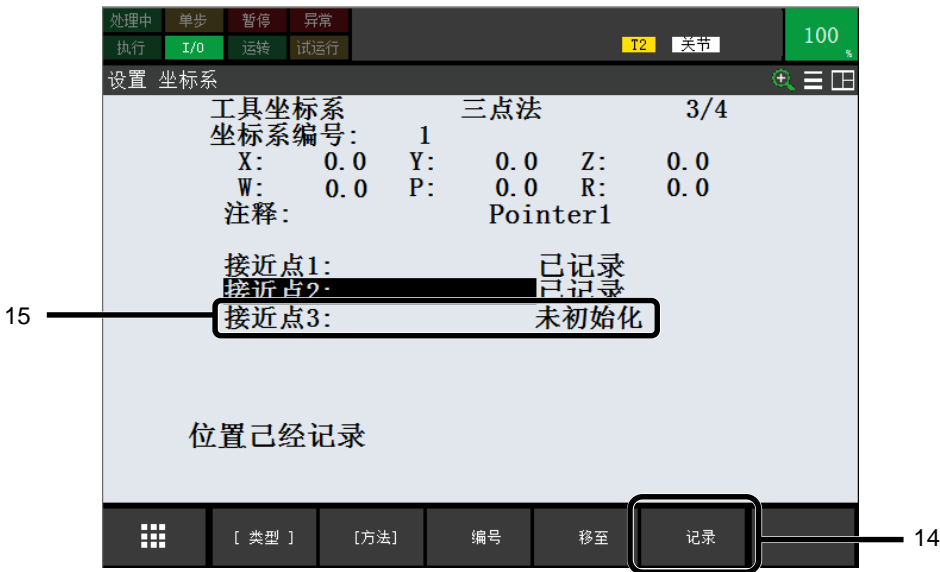 处理中 单步 暂停 异常
执行 I/O 运转 试运行 T2 关节 100 %
设置 坐标系
工具坐标系 三点法 3/4
坐标系编号: 1
X: 0.0 Y: 0.0 Z: 0.0
W: 0.0 P: 0.0 R: 0.0
注释: Pointer1
接近点1: 已记录
接近点2: 已记录
15 接近点3: 未初始化
位置己经记录
[ 类型 ] [方法] 编号 移至 记录 14